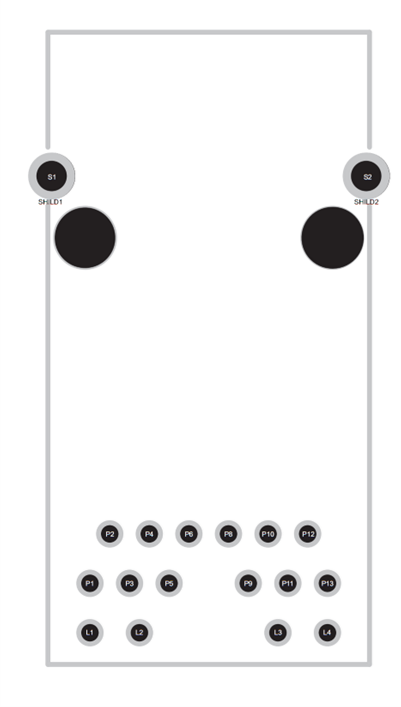 S1 S2
SHILD1 SHILD2
P2 P4 P6 P8 P10 P12
P1 P3 P5 P9 P11 P13
L1 L2 L3 L4